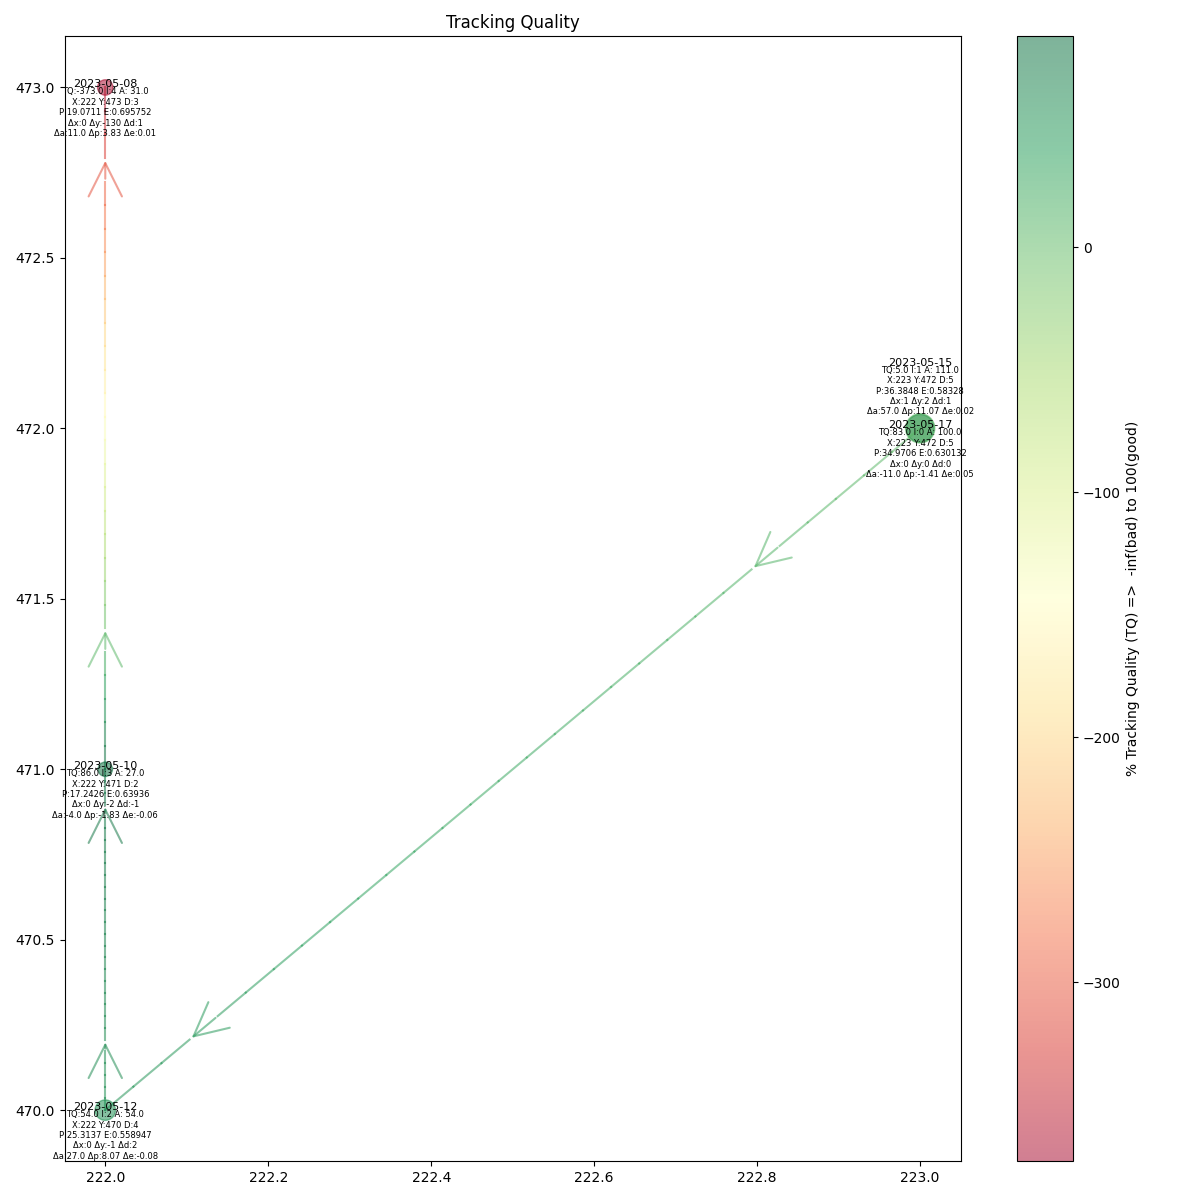 Tracking Quality
473.0
472.5
472.0
471.5
471.0
470.5
470.0
2023-05-08
TQ:-373.0 I:4 A: 31.0
X:222 Y:473 D:3
P:19.0711 E:0.695752
Δx:0 Δy:-130 Δd:1
Δa:11.0 Δp:3.83 Δe:0.01
2023-05-15
TQ:5.0 I:1 A: 111.0
X:223 Y:472 D:5
P:36.3848 E:0.58328
Δx:1 Δy:2 Δd:1
Δa:57.0 Δp:11.07 Δe:0.02
2023-05-17
TQ:83.0 I:0 A: 100.0
X:223 Y:472 D:5
P:34.9706 E:0.630132
Δx:0 Δy:0 Δd:0
Δa:-11.0 Δp:-1.41 Δe:0.05
2023-05-10
TQ:86.0 I:3 A: 27.0
X:222 Y:471 D:2
P:17.2426 E:0.63936
Δx:0 Δy:-2 Δd:-1
Δa:-4.0 Δp:-1.83 Δe:-0.06
2023-05-12
TQ:54.0 I:2 A: 54.0
X:222 Y:470 D:4
P:25.3137 E:0.558947
Δx:0 Δy:-1 Δd:2
Δa:27.0 Δp:8.07 Δe:-0.08
222.0
222.2
222.4
222.6
222.8
223.0
0
−100
−200
−300
% Tracking Quality (TQ) => -inf(bad) to 100(good)